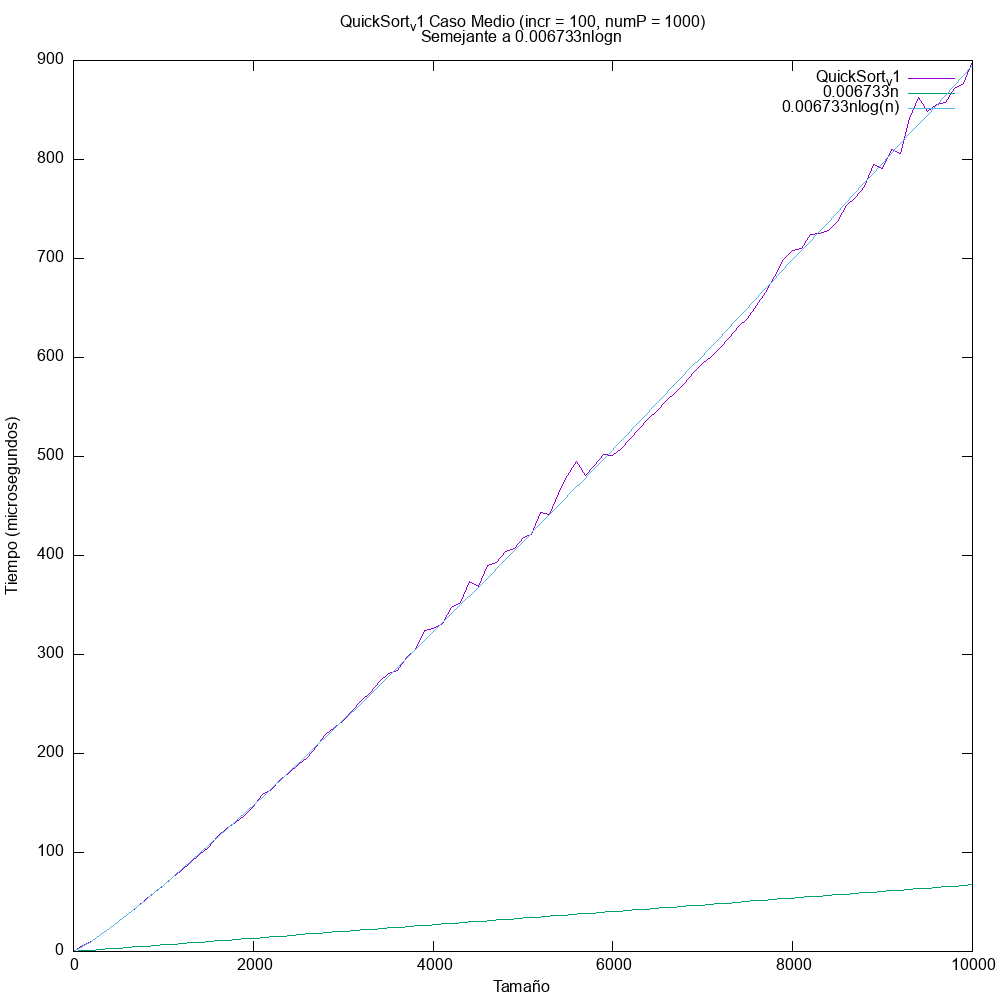 QuickSortᵥ1 Caso Medio (incr = 100, numP = 1000)
Semejante a 0.006733nlogn
QuickSortᵥ1
0.006733n
0.006733nlog(n)
900
800
700
600
500
400
300
200
100
0
Tiempo (microsegundos)
0 2000 4000 6000 8000 10000
Tamaño